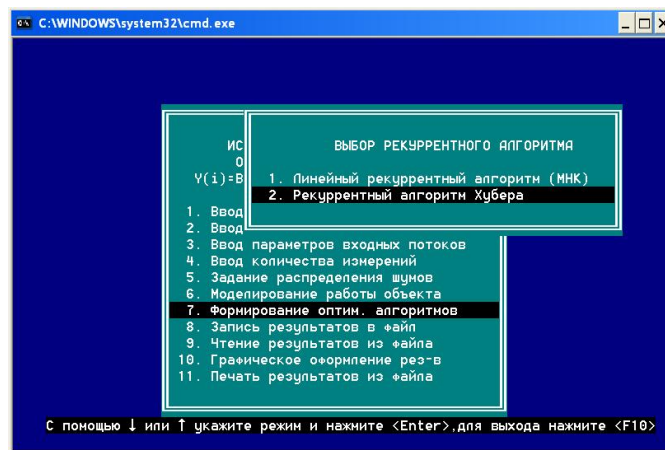 C:\WINDOWS\system32\cmd.exe
ИС
О
Y(i)=B
ВЫБОР РЕКУРРЕНТНОГО АЛГОРИТМА
1. Линейный рекуррентный алгоритм (МНК)
2. Рекуррентный алгоритм Хубера
1. Ввод
2. Ввод
3. Ввод параметров входных потоков
4. Ввод количества измерений
5. Задание распределения шумов
6. Моделирование работы объекта
7. Формирование оптим. алгоритмов
8. Запись результатов в файл
9. Чтение результатов из файла
10. Графическое оформление рез-в
11. Печать результатов из файла
С помощью ↓ или ↑ укажите режим и нажмите <Enter>,для выхода нажмите <F10>